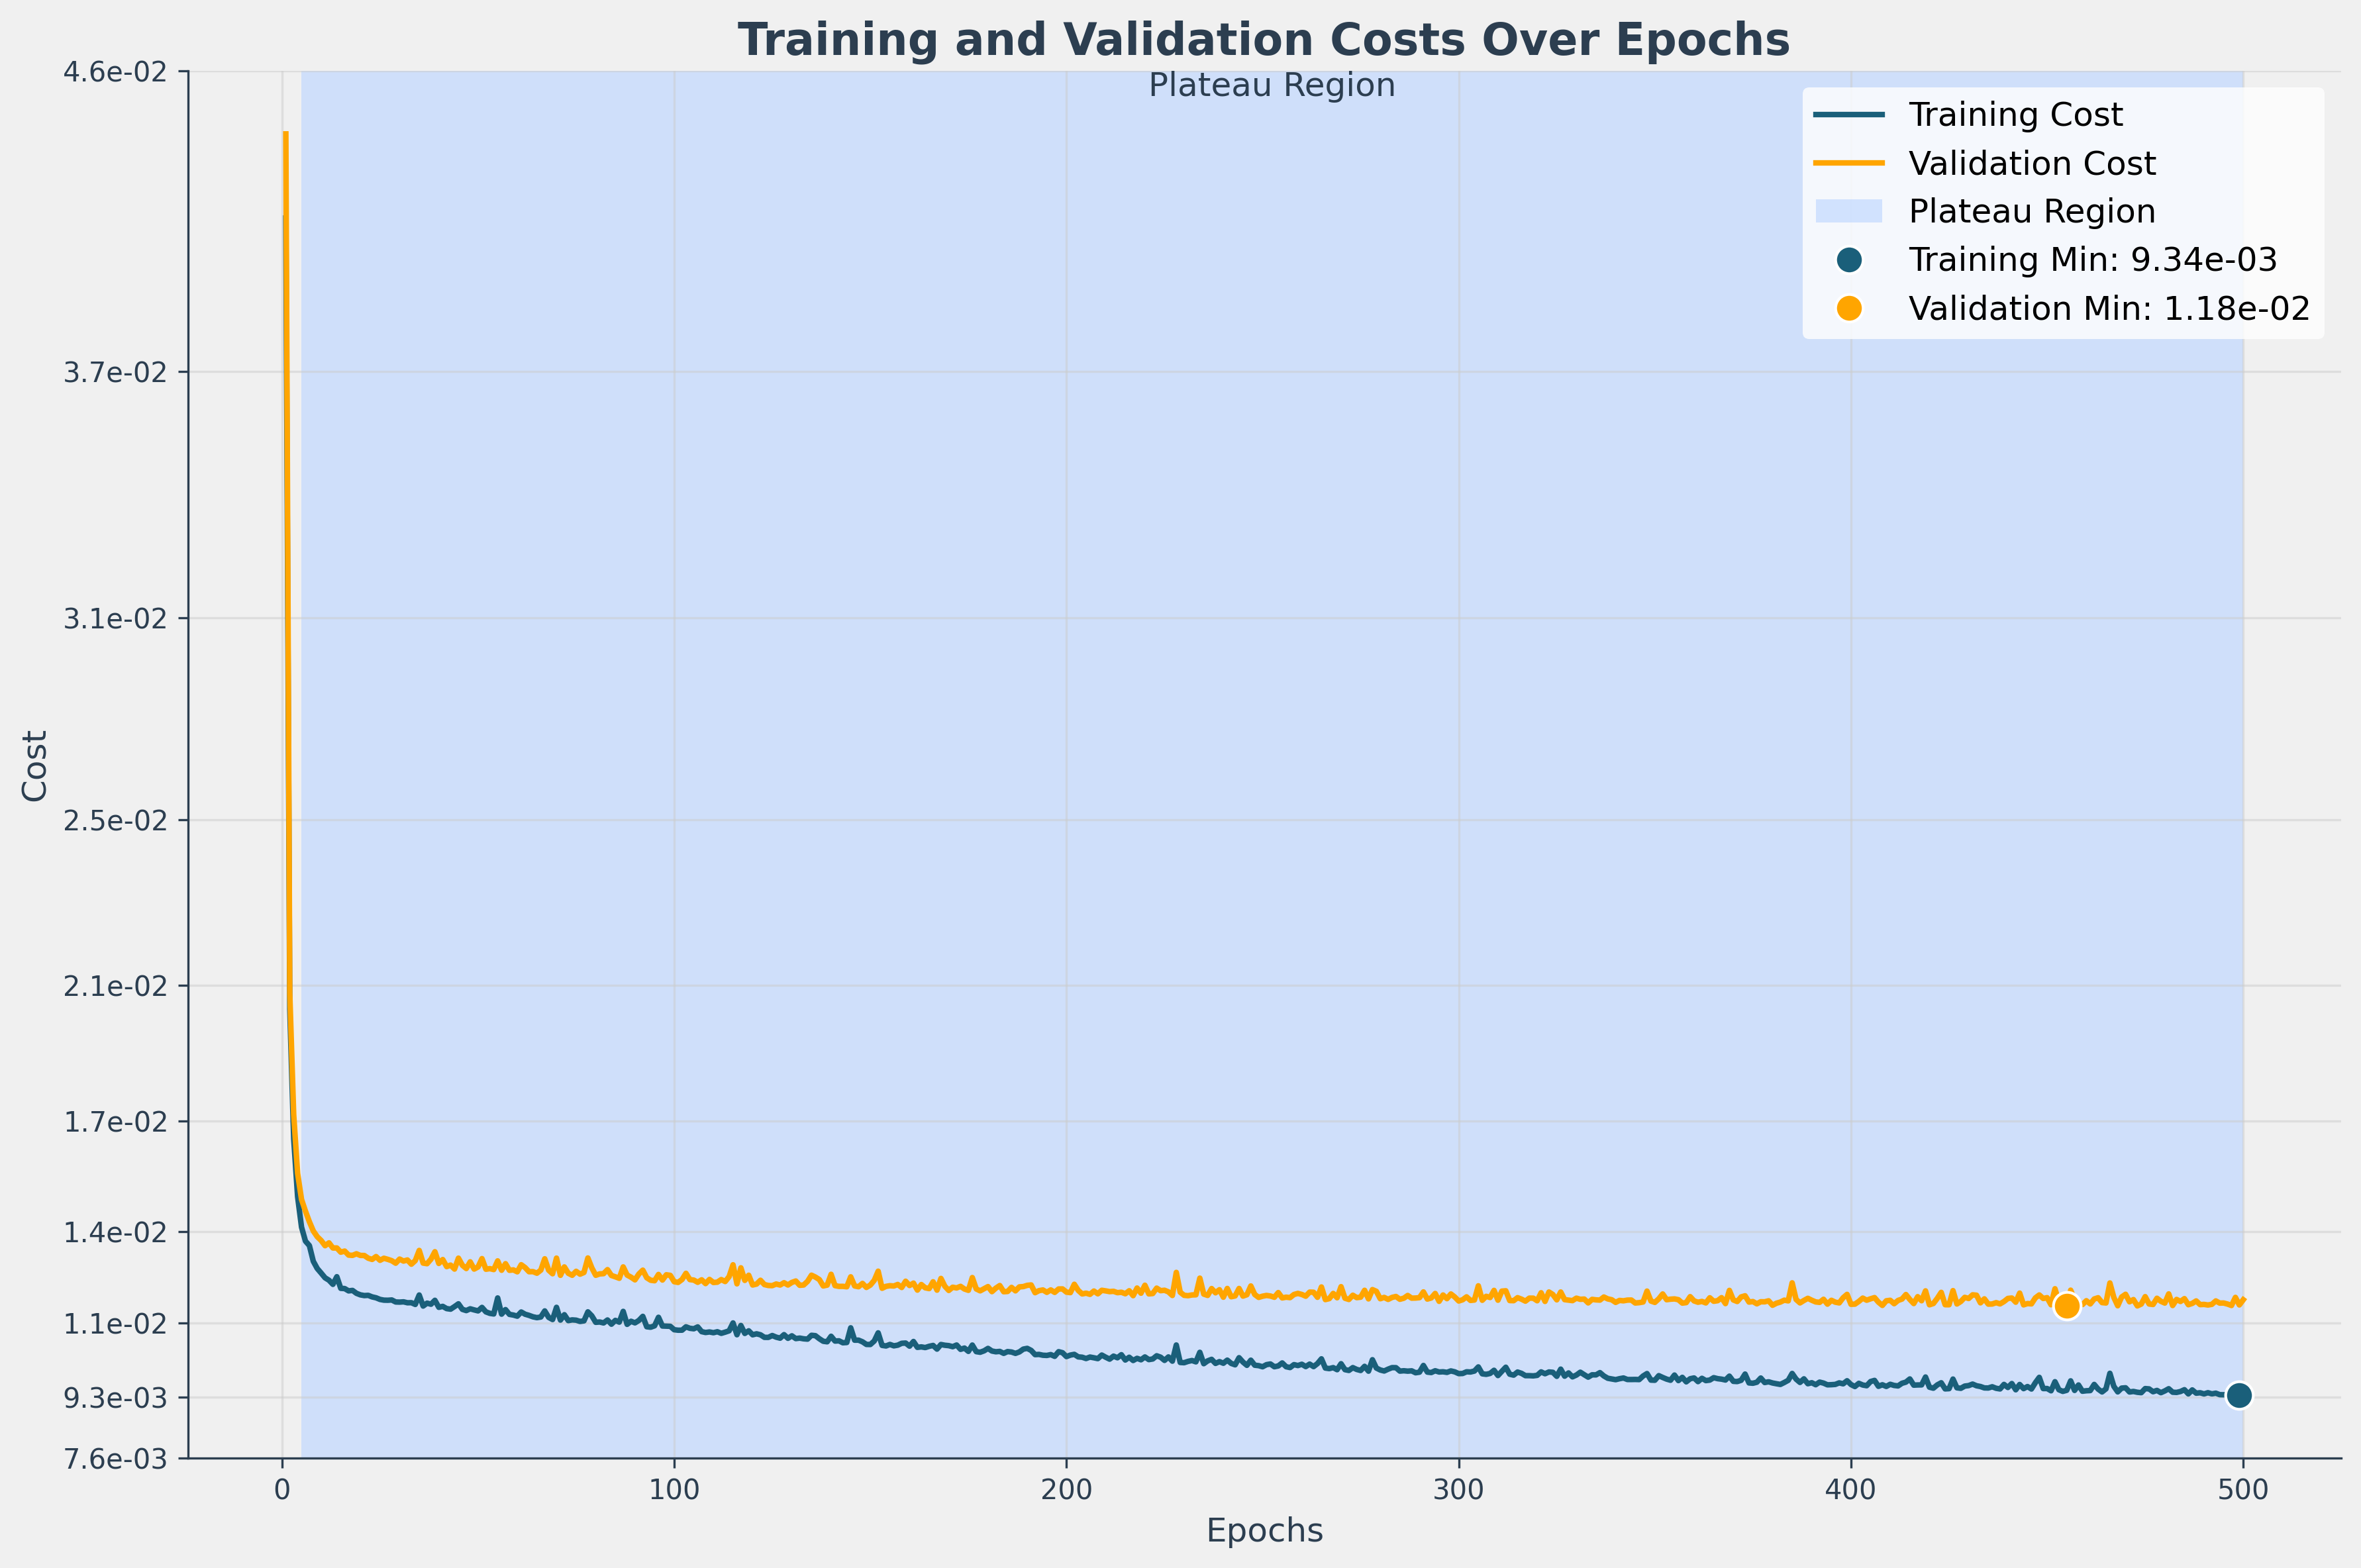 Training and Validation Costs Over Epochs
Plateau Region
Training Cost
Validation Cost
Plateau Region
Training Min: 9.34e-03
Validation Min: 1.18e-02
Cost
4.6e-02
3.7e-02
3.1e-02
2.5e-02
2.1e-02
1.7e-02
1.4e-02
1.1e-02
9.3e-03
7.6e-03
0 100 200 300 400 500
Epochs